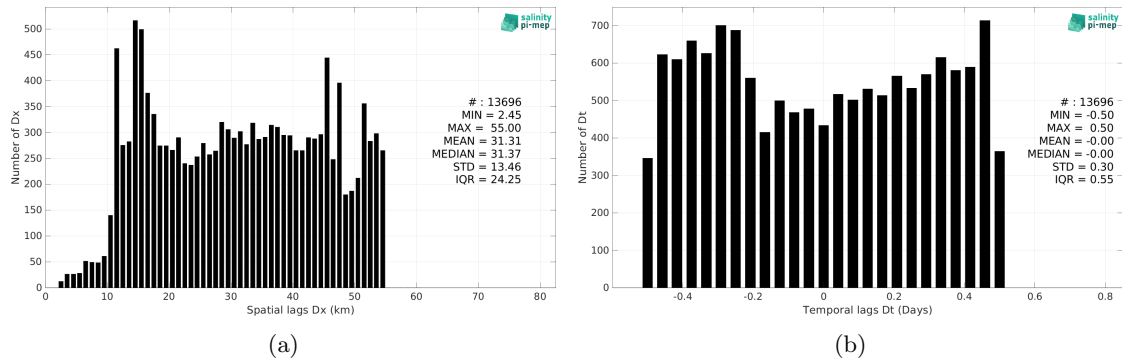 salinity
pi-mep
Number of Dx
500
450
400
350
300
250
200
150
100
50
0
# : 13696
MIN = 2.45
MAX = 55.00
MEAN = 31.31
MEDIAN = 31.37
STD = 13.46
IQR = 24.25
0 10 20 30 40 50 60 70 80
Spatial lags Dx (km)
(a)
salinity
pi-mep
Number of Dt
700
600
500
400
300
200
100
0
# : 13696
MIN = -0.50
MAX = 0.50
MEAN = -0.00
MEDIAN = -0.00
STD = 0.30
IQR = 0.55
-0.4 -0.2 0 0.2 0.4 0.6 0.8
Temporal lags Dt (Days)
(b)